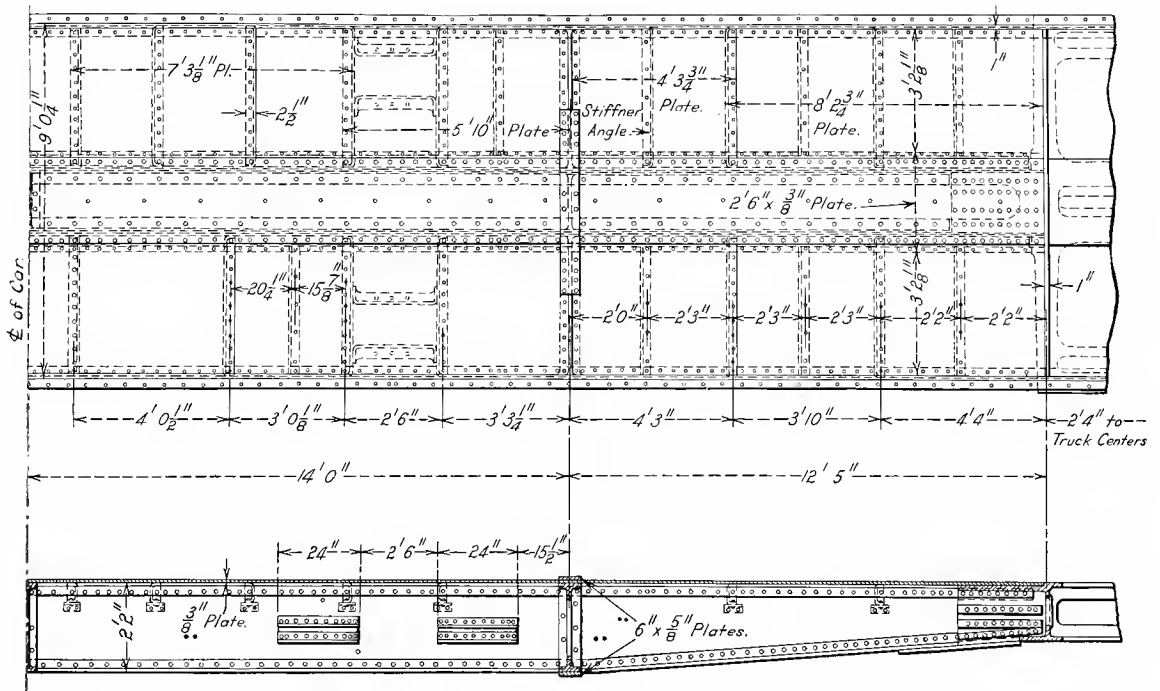 7'3 1/8" Pl.
1"
4'3 3/4"
Plate.
3'2 1/8"
8'2 3/4"
Plate.
2 1/2"
Stiffner
Angle.
5'10" Plate
9'0 1/4"
2'6" x 3/8" Plate.
20 1/4"
15 7/8"
3'2 1/8"
1"
2'0"
2'3"
2'3"
2'3"
2'2"
2'2"
℄ of Car.
4'0 1/2"
3'0 1/8"
2'6"
3'3 1/4"
4'3"
3'10"
4'4"
2'4" to
Truck Centers
14'0"
12'5"
24"
2'6"
24"
15 1/2"
2'2"
3/8"
Plate.
6" x 5/8" Plates.